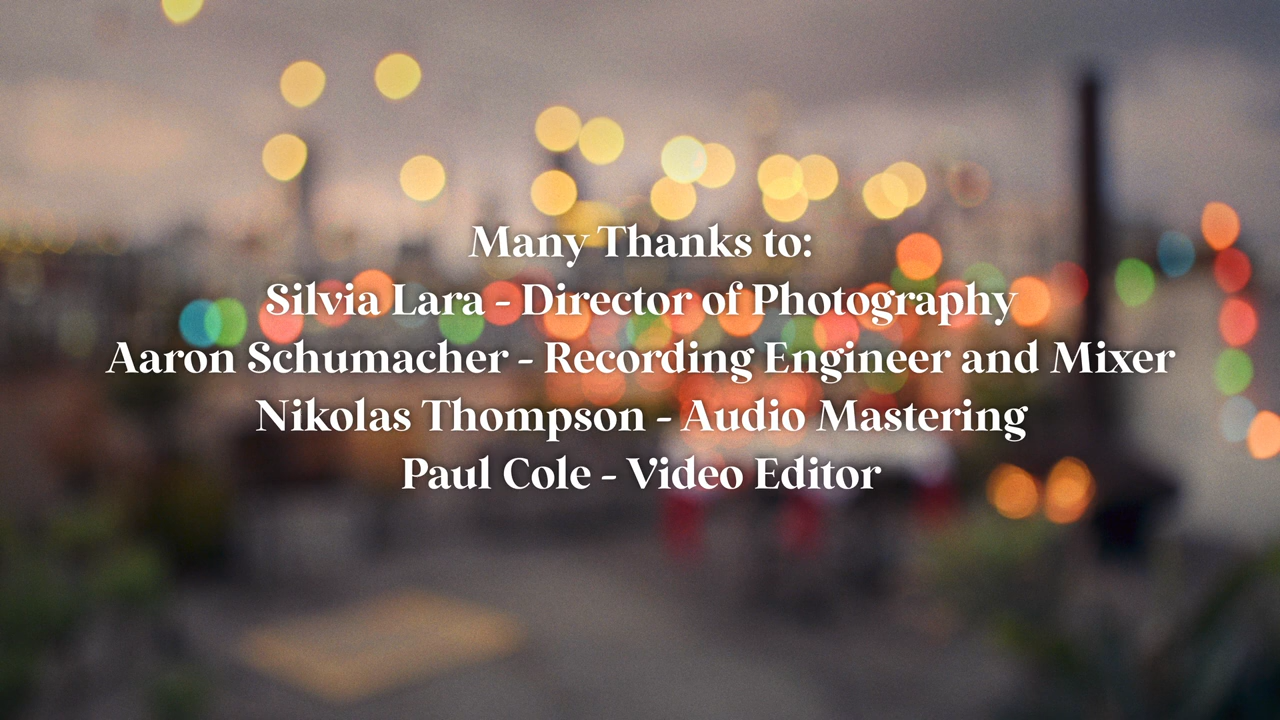 Many Thanks to:
Silvia Lara - Director of Photography
Aaron Schumacher - Recording Engineer and Mixer
Nikolas Thompson - Audio Mastering
Paul Cole - Video Editor